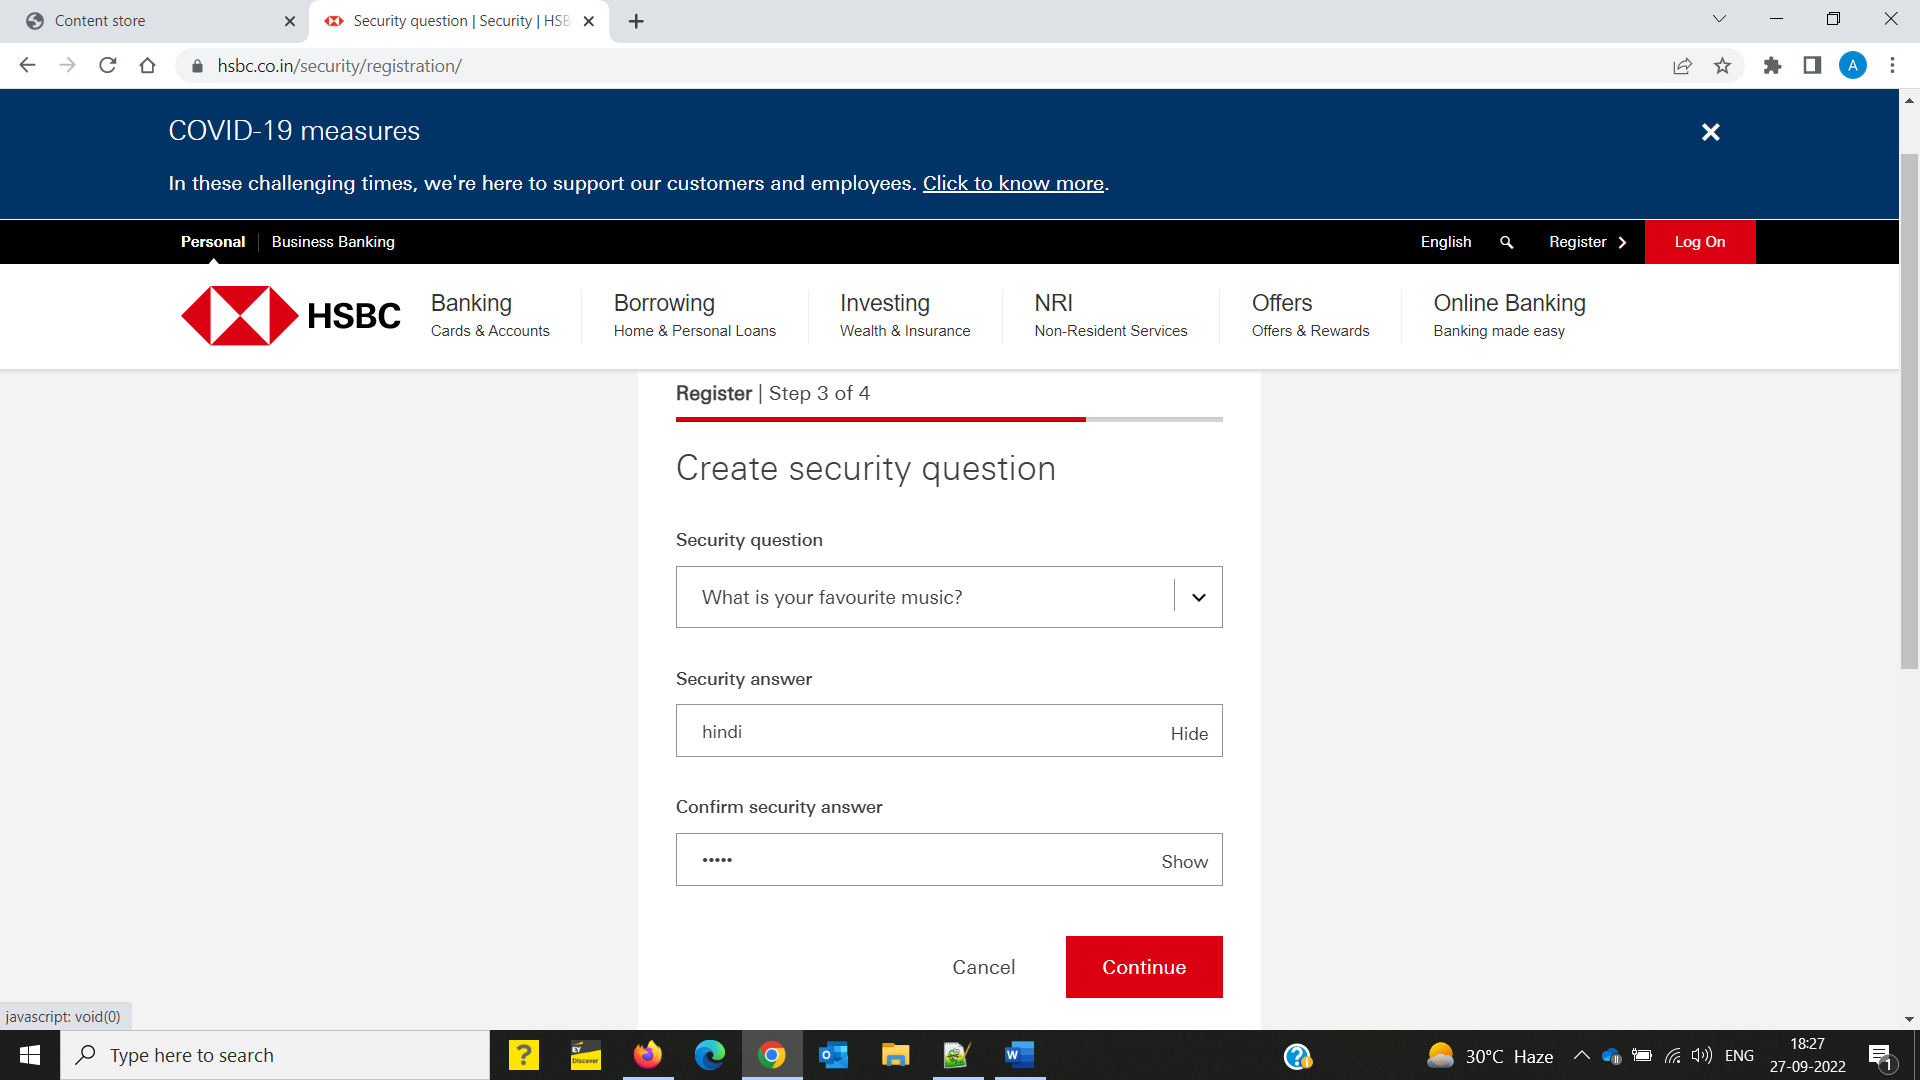 Content store
Security question | Security | HSB
hsbc.co.in/security/registration/
A
COVID-19 measures
In these challenging times, we're here to support our customers and employees. Click to know more.
Personal
Business Banking
English
Register
Log On
HSBC
Banking
Cards & Accounts
Borrowing
Home & Personal Loans
Investing
Wealth & Insurance
NRI
Non-Resident Services
Offers
Offers & Rewards
Online Banking
Banking made easy
Register | Step 3 of 4
Create security question
Security question
What is your favourite music?
Security answer
hindi
Hide
Confirm security answer
•••••
Show
Cancel
Continue
javascript: void(0)
Type here to search
?
EY
Discover
W
30°C Haze
ENG
18:27
27-09-2022
1